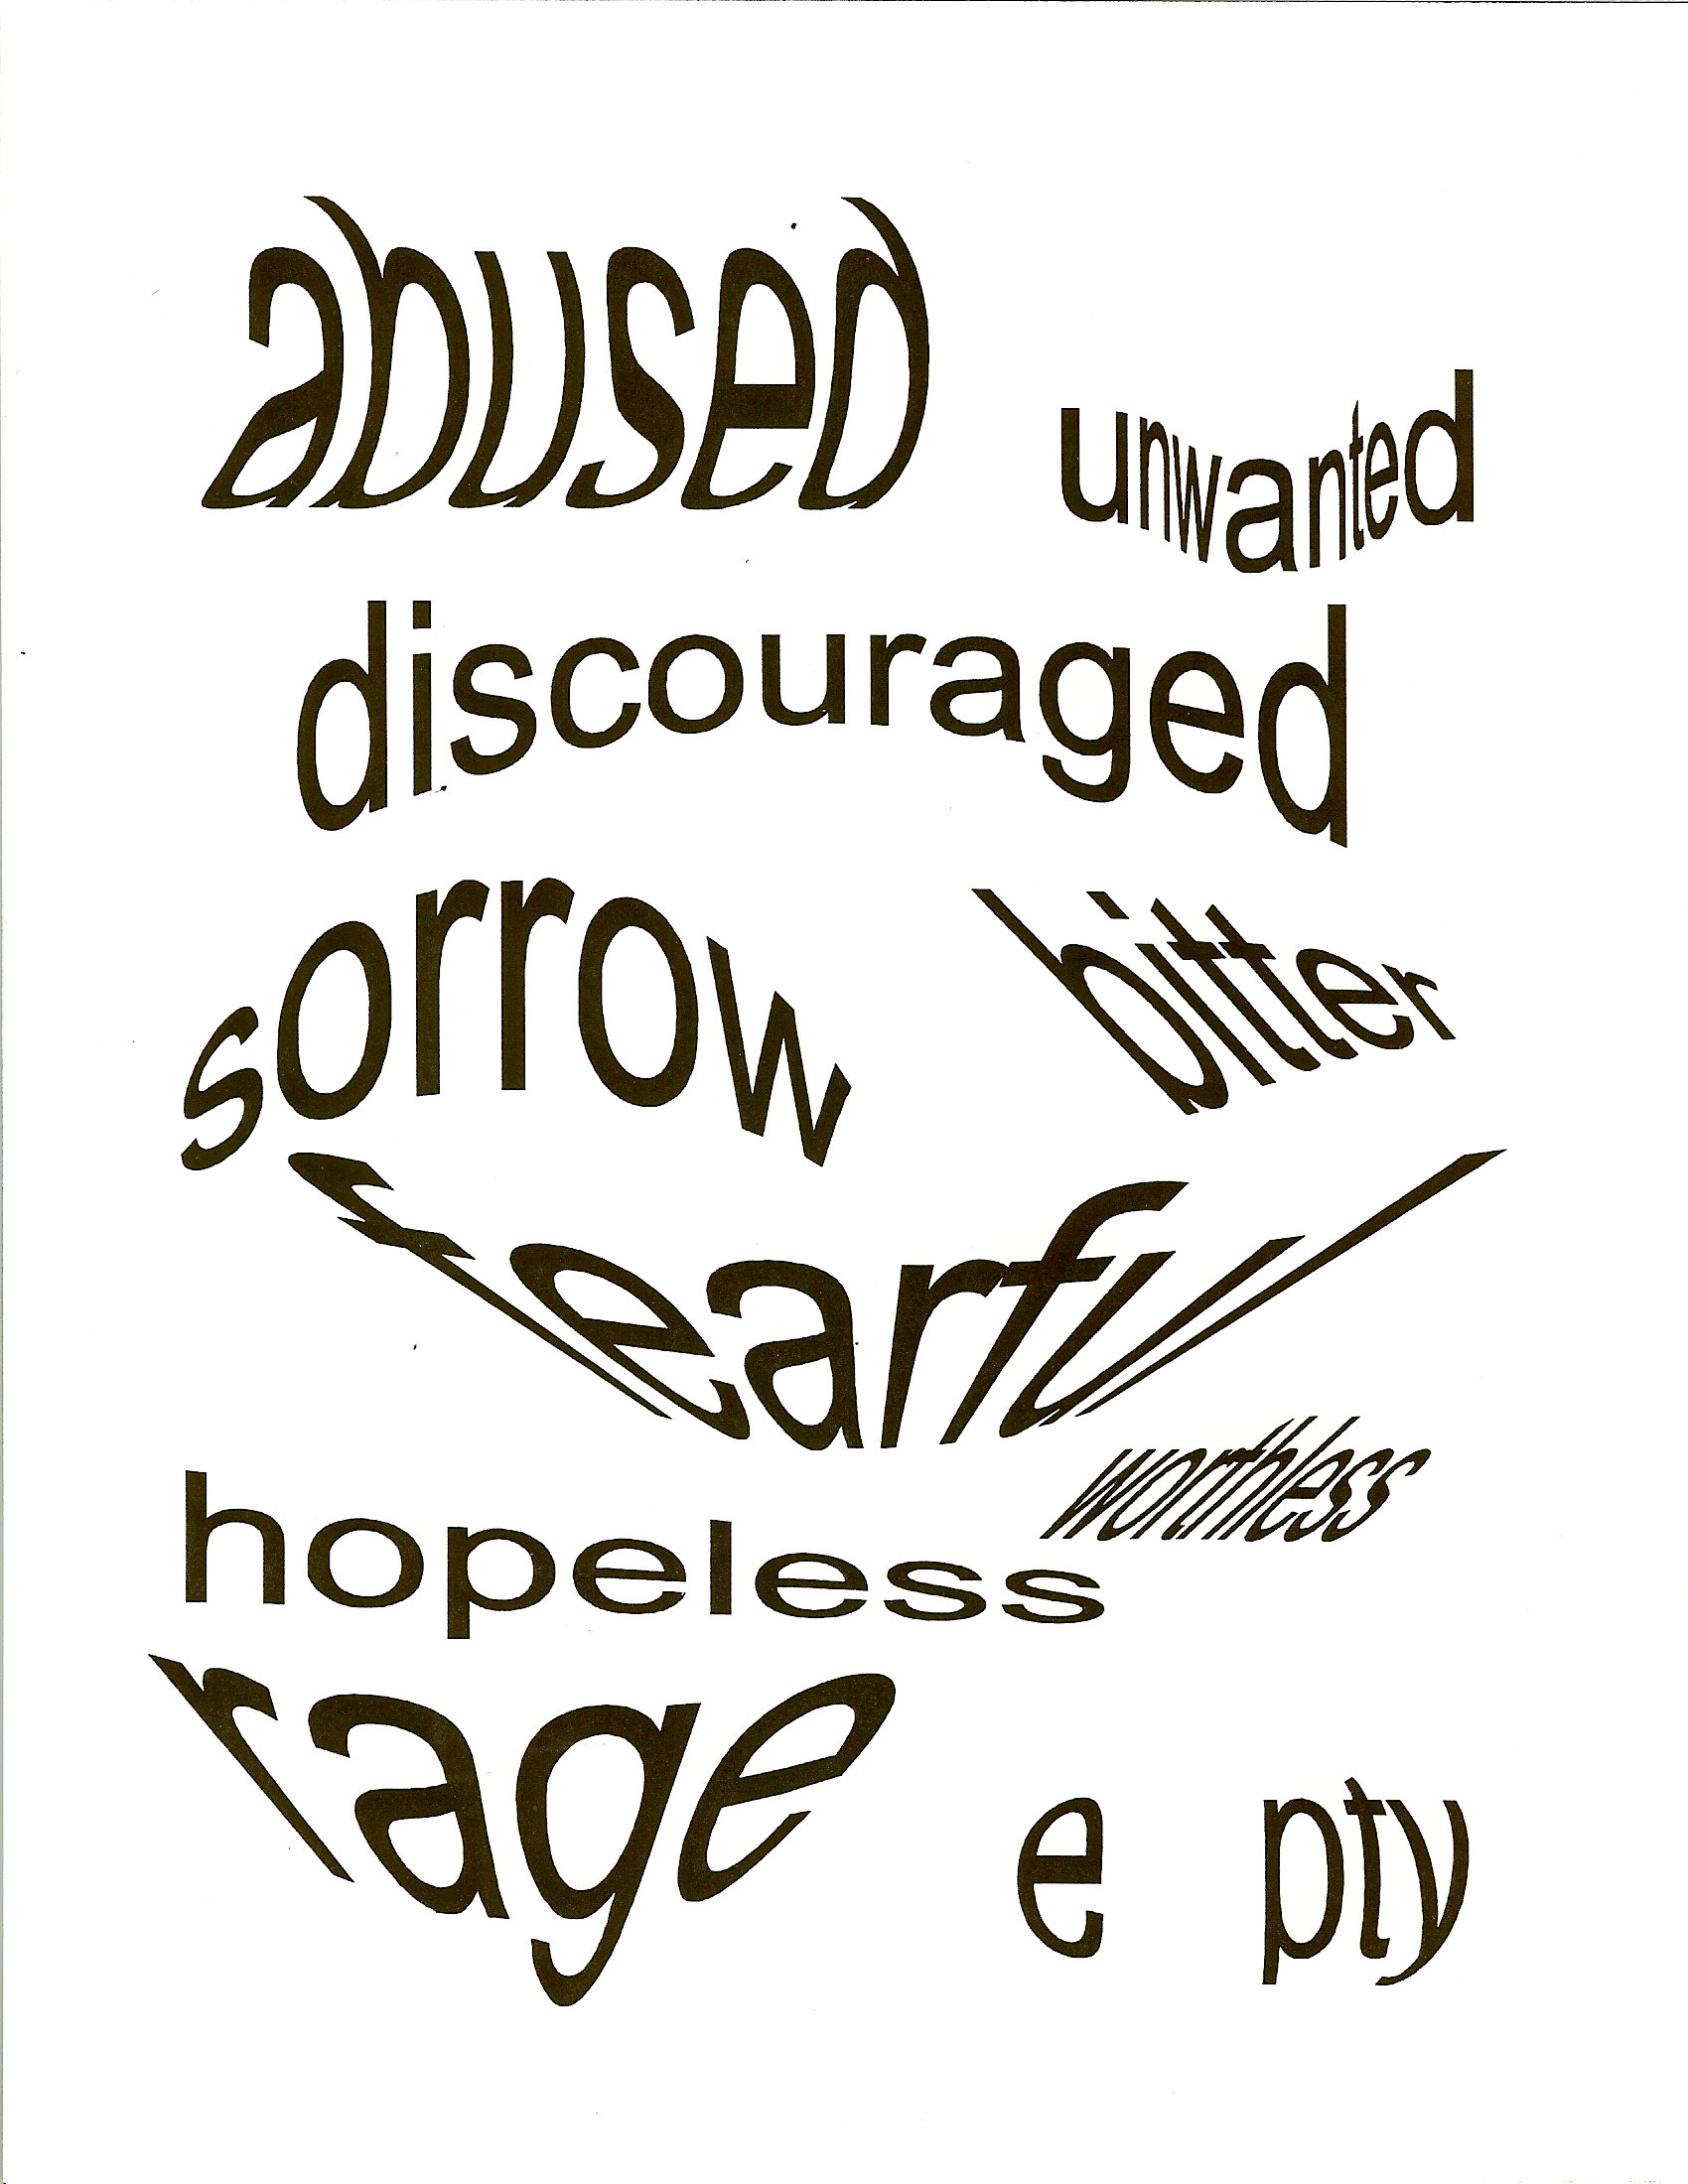 abused
unwanted
discouraged
sorrow
bitter
fearful
worthless
hopeless
rage
e pty